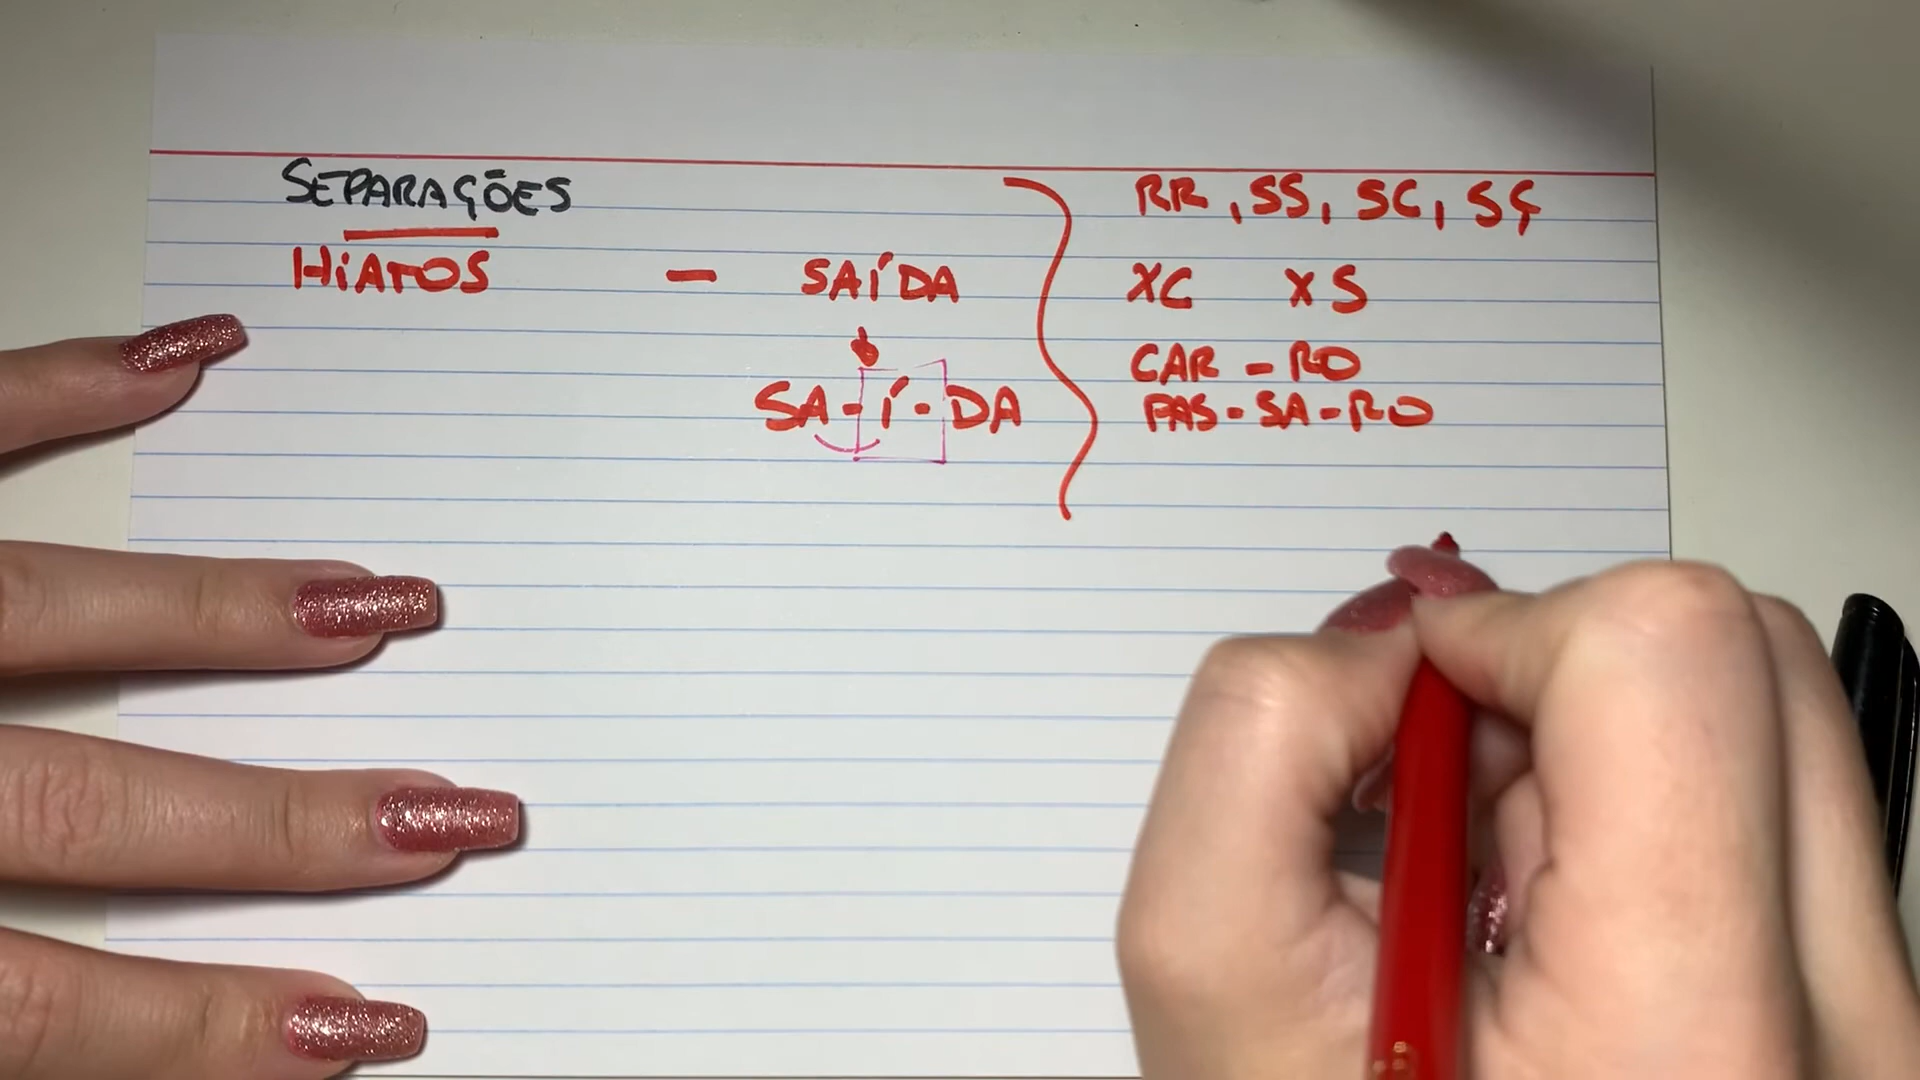 SEPARAÇÕES
HiATOS - SAÍDA
SA-Í-DA
RR, SS, SC, SÇ
XC XS
CAR-RO
PAS-SA-RO